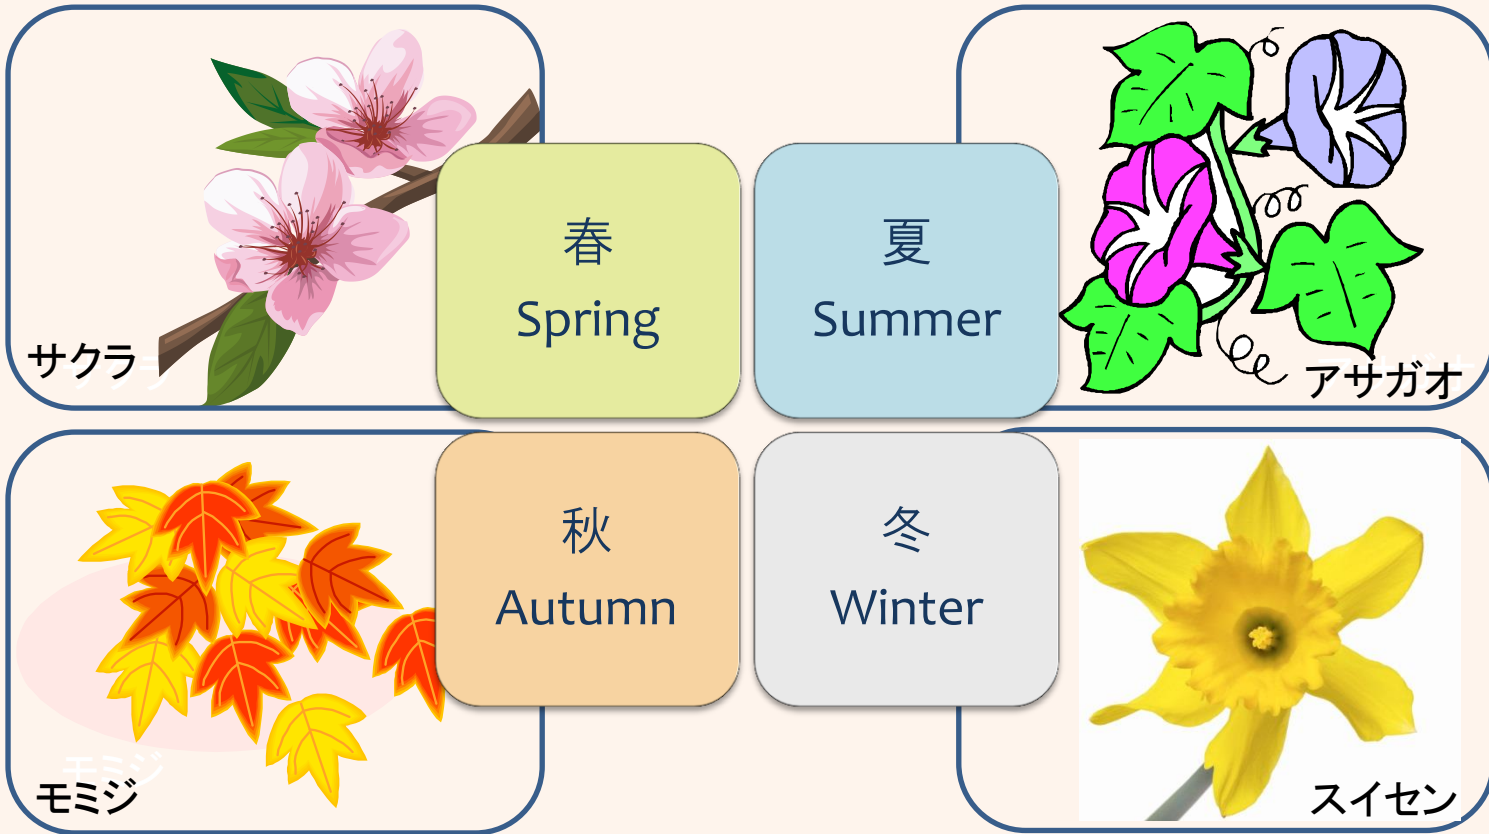 春
Spring
夏
Summer
サクラ
アサガオ
秋
Autumn
冬
Winter
モミジ
スイセン